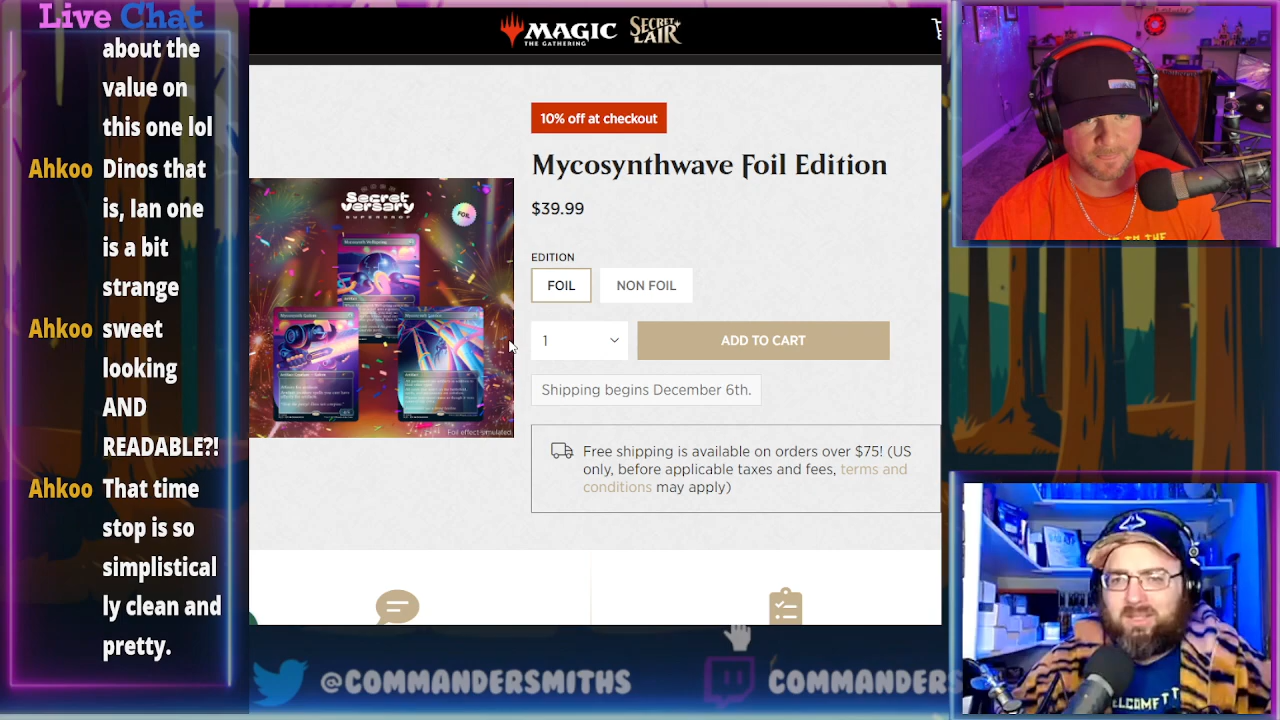 Live Chat
about the
value on
this one lol
Ahkoo Dinos that
is, Ian one
is a bit
strange
Ahkoo sweet
looking
AND
READABLE?!
Ahkoo That time
stop is so
simplistical
ly clean and
pretty.
MAGIC
THE GATHERING
SECRET
LAIR
10% off at checkout
Mycosynthwave Foil Edition
$39.99
EDITION
FOIL
NON FOIL
1
ADD TO CART
Shipping begins December 6th.
Free shipping is available on orders over $75! (US
only, before applicable taxes and fees, terms and
conditions may apply)
Secret
versary
SUPERDROP
FOIL
Foil effect simulated.
@COMMANDERSMITHS
COMMANDERS